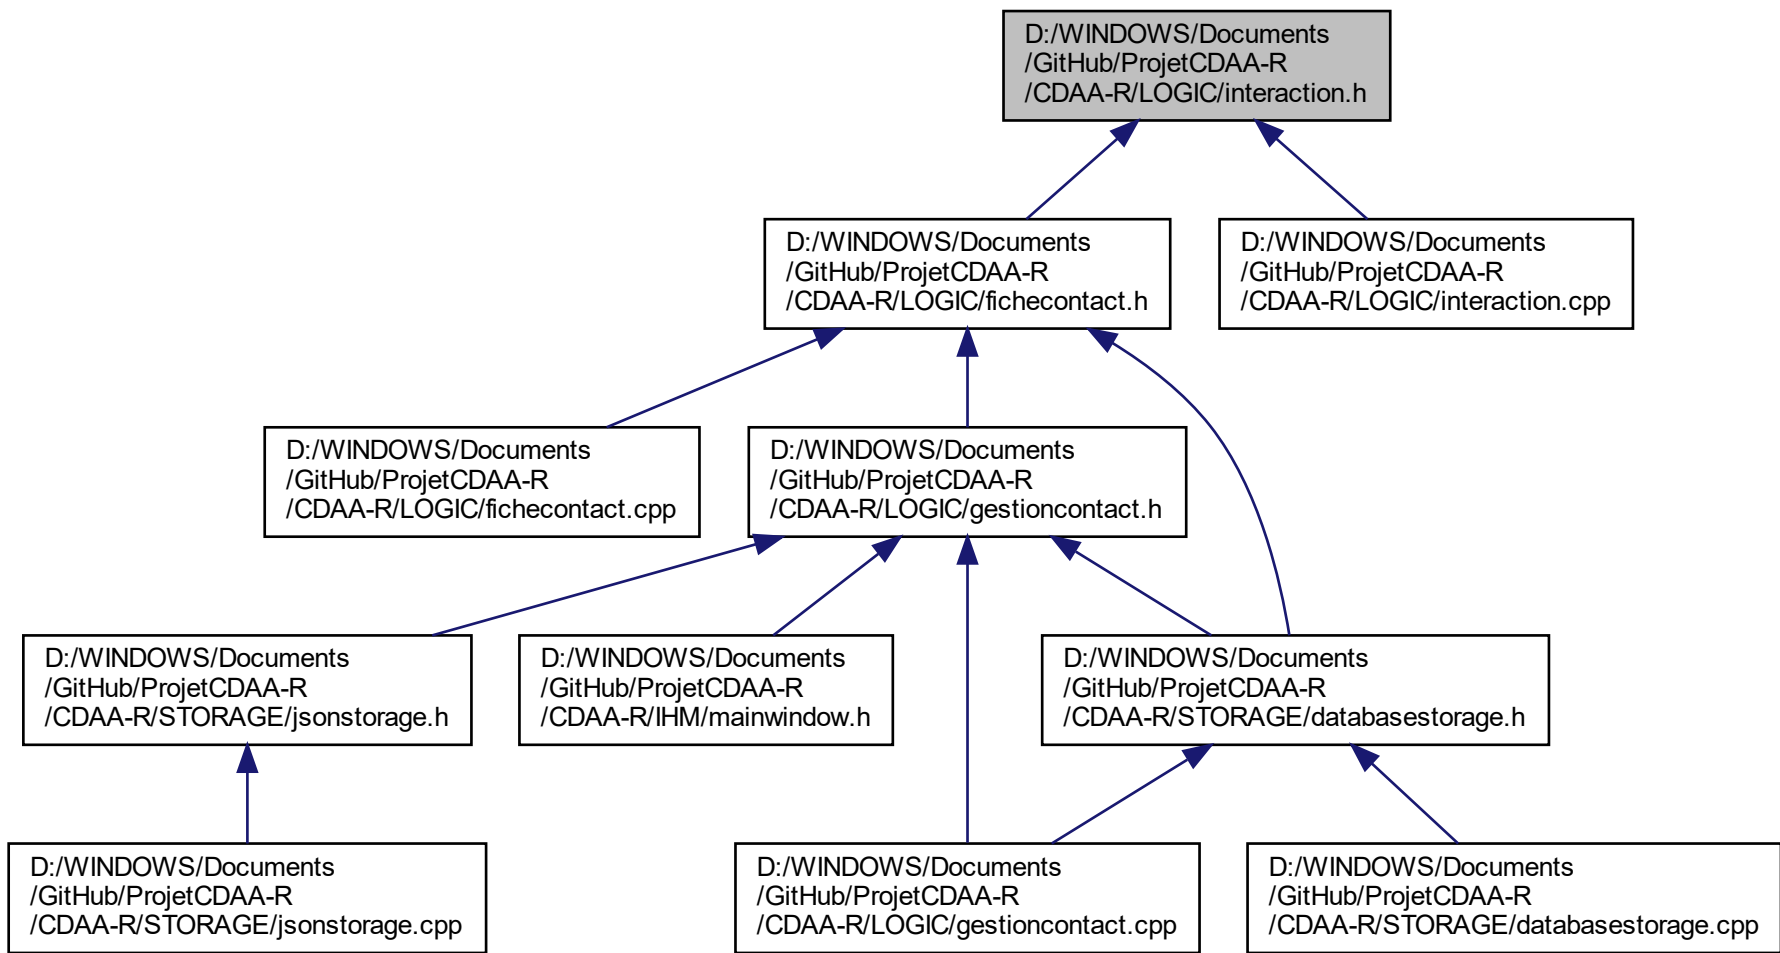 D:/WINDOWS/Documents
/GitHub/ProjetCDAA-R
/CDAA-R/LOGIC/interaction.h
D:/WINDOWS/Documents
/GitHub/ProjetCDAA-R
/CDAA-R/LOGIC/fichecontact.h
D:/WINDOWS/Documents
/GitHub/ProjetCDAA-R
/CDAA-R/LOGIC/interaction.cpp
D:/WINDOWS/Documents
/GitHub/ProjetCDAA-R
/CDAA-R/LOGIC/fichecontact.cpp
D:/WINDOWS/Documents
/GitHub/ProjetCDAA-R
/CDAA-R/LOGIC/gestioncontact.h
D:/WINDOWS/Documents
/GitHub/ProjetCDAA-R
/CDAA-R/STORAGE/jsonstorage.h
D:/WINDOWS/Documents
/GitHub/ProjetCDAA-R
/CDAA-R/IHM/mainwindow.h
D:/WINDOWS/Documents
/GitHub/ProjetCDAA-R
/CDAA-R/STORAGE/databasestorage.h
D:/WINDOWS/Documents
/GitHub/ProjetCDAA-R
/CDAA-R/STORAGE/jsonstorage.cpp
D:/WINDOWS/Documents
/GitHub/ProjetCDAA-R
/CDAA-R/LOGIC/gestioncontact.cpp
D:/WINDOWS/Documents
/GitHub/ProjetCDAA-R
/CDAA-R/STORAGE/databasestorage.cpp